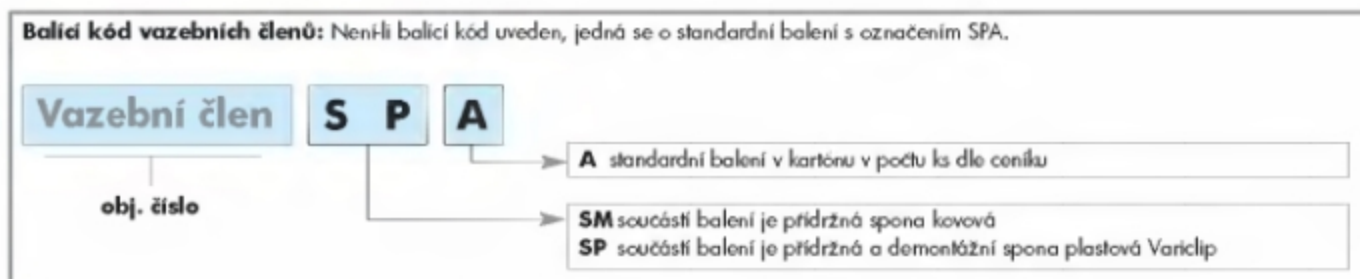 Balící kód vazebních členů: Není-li balící kód uveden, jedná se o standardní balení s označením SPA.
Vazební člen S P A
A standardní balení v kartónu v počtu ks dle ceníku
obj. číslo
SM součástí balení je přídržná spona kovová
SP součástí balení je přídržná a demontážní spona plastová Variclip